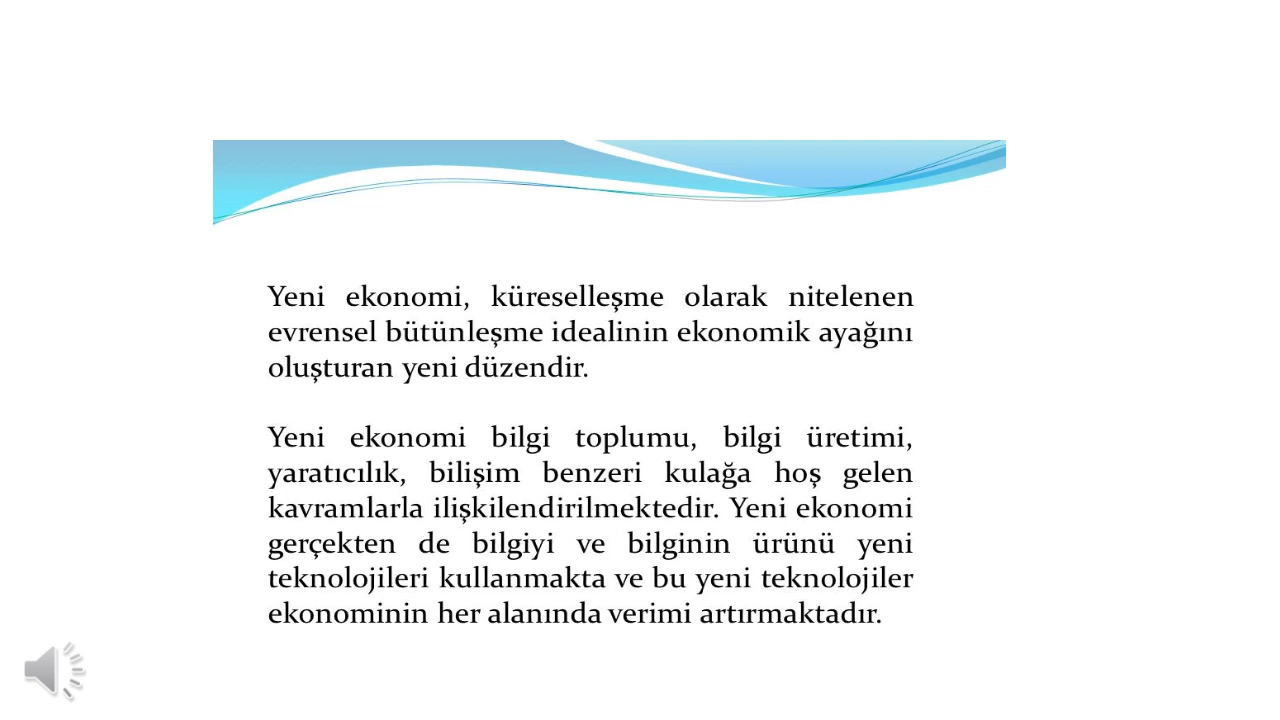 Yeni ekonomi, küreselleşme olarak nitelenen
evrensel bütünleşme idealinin ekonomik ayağını
oluşturan yeni düzendir.
Yeni ekonomi bilgi toplumu, bilgi üretimi,
yaratıcılık, bilişim benzeri kulağa hoş gelen
kavramlarla ilişkilendirilmektedir. Yeni ekonomi
gerçekten de bilgiyi ve bilginin ürünü yeni
teknolojileri kullanmakta ve bu yeni teknolojiler
ekonominin her alanında verimi artırmaktadır.